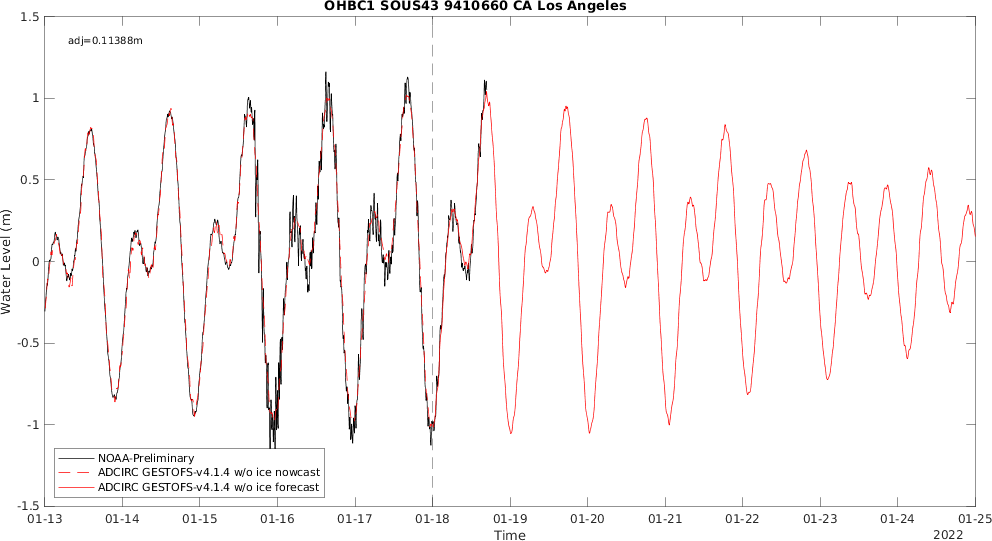 OHBC1 SOUS43 9410660 CA Los Angeles
1.5
adj=0.11388m
1
0.5
0
-0.5
-1
-1.5
Water Level (m)
NOAA-Preliminary
ADCIRC GESTOFS-v4.1.4 w/o ice nowcast
ADCIRC GESTOFS-v4.1.4 w/o ice forecast
01-13 01-14 01-15 01-16 01-17 01-18 01-19 01-20 01-21 01-22 01-23 01-24 01-25
Time
2022